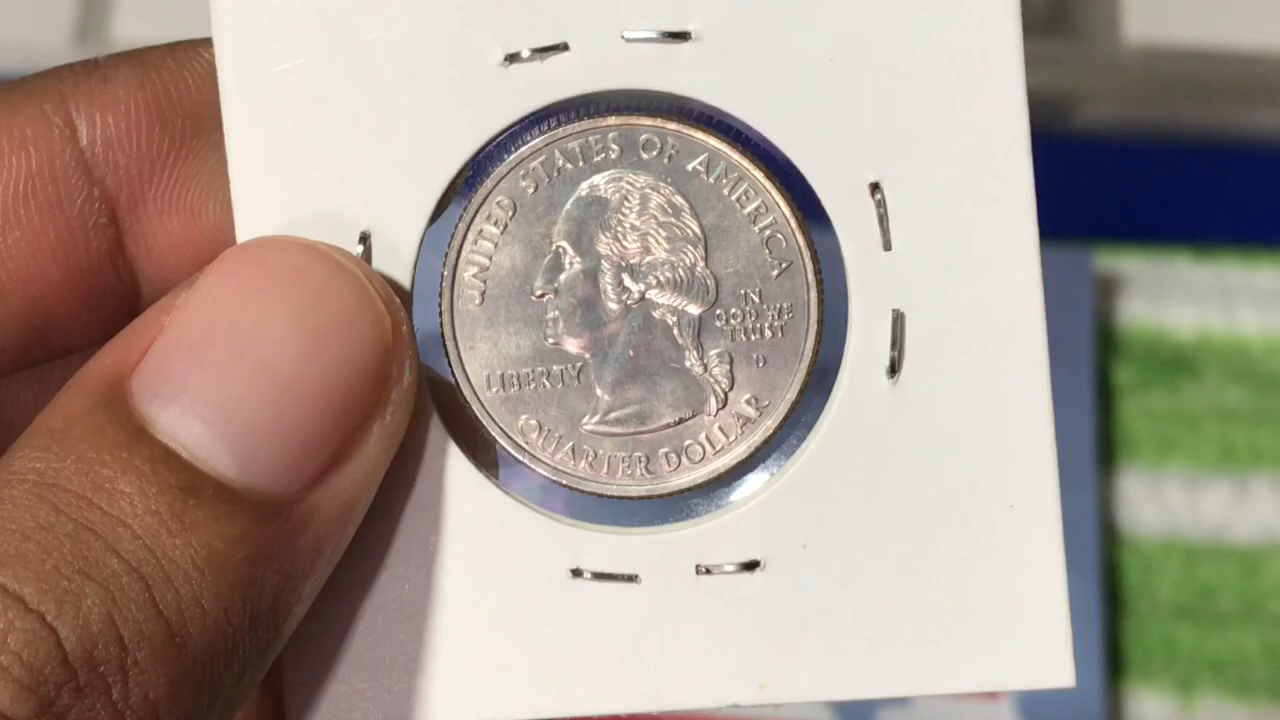 UNITED STATES OF AMERICA
IN
GOD WE
TRUST
D
LIBERTY
QUARTER DOLLAR